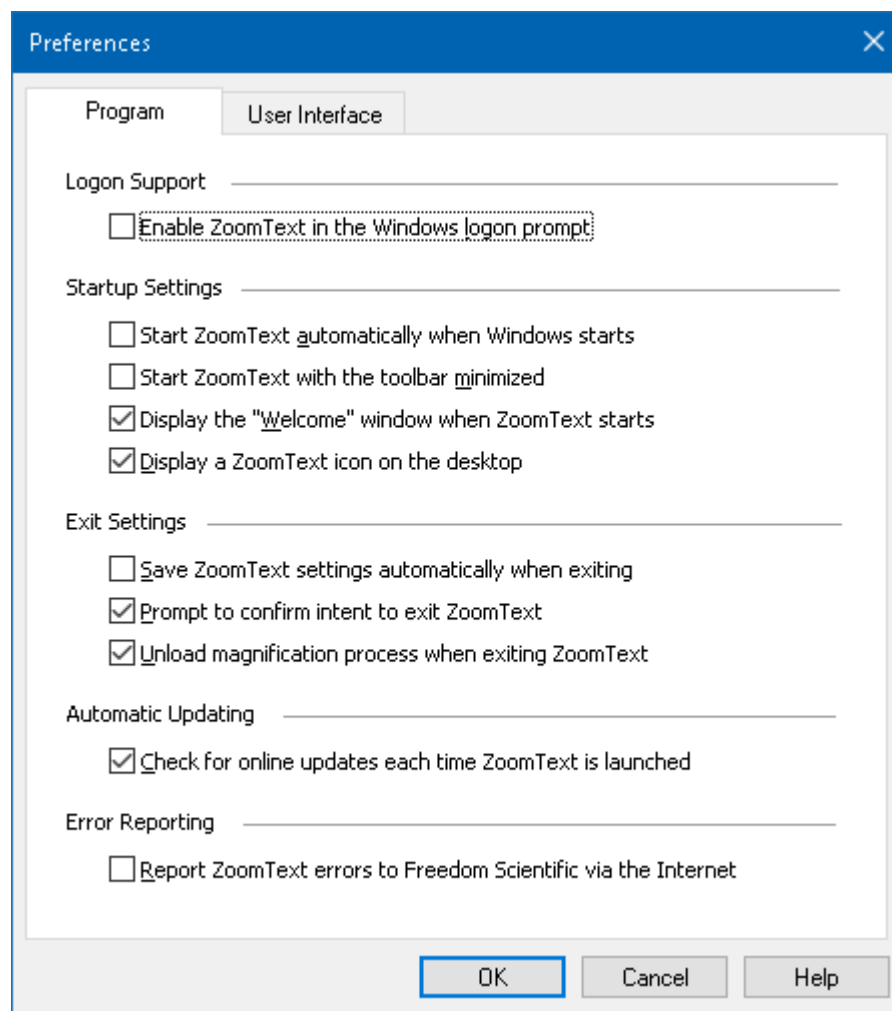 Preferences
Program
User Interface
Logon Support
Enable ZoomText in the Windows logon prompt
Startup Settings
Start ZoomText automatically when Windows starts
Start ZoomText with the toolbar minimized
Display the "Welcome" window when ZoomText starts
Display a ZoomText icon on the desktop
Exit Settings
Save ZoomText settings automatically when exiting
Prompt to confirm intent to exit ZoomText
Unload magnification process when exiting ZoomText
Automatic Updating
Check for online updates each time ZoomText is launched
Error Reporting
Report ZoomText errors to Freedom Scientific via the Internet
OK
Cancel
Help